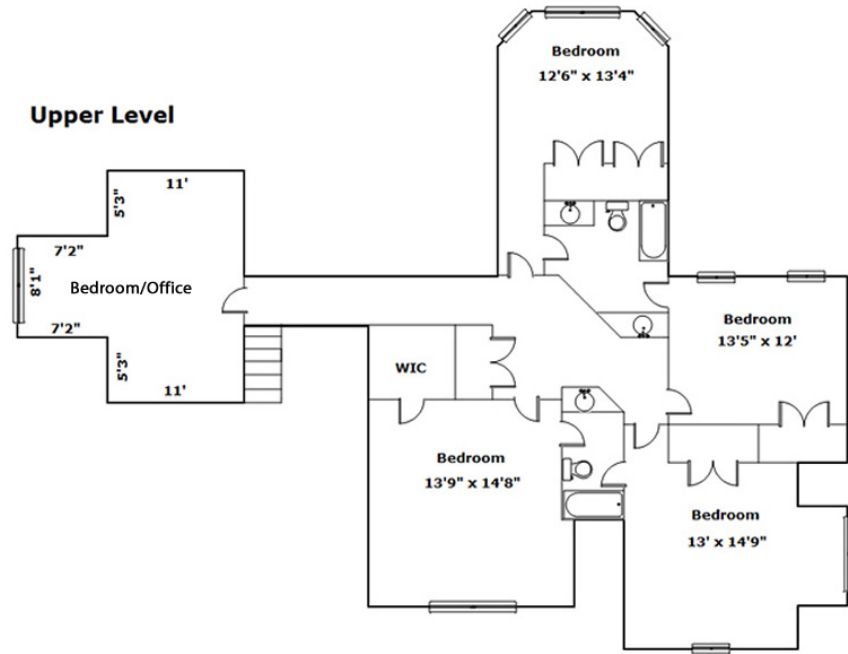 Bedroom
12'6" x 13'4"
Upper Level
11'
5'3"
7'2"
8'1"
Bedroom/Office
7'2"
5'3"
11'
WIC
Bedroom
13'5" x 12'
Bedroom
13'9" x 14'8"
Bedroom
13' x 14'9"